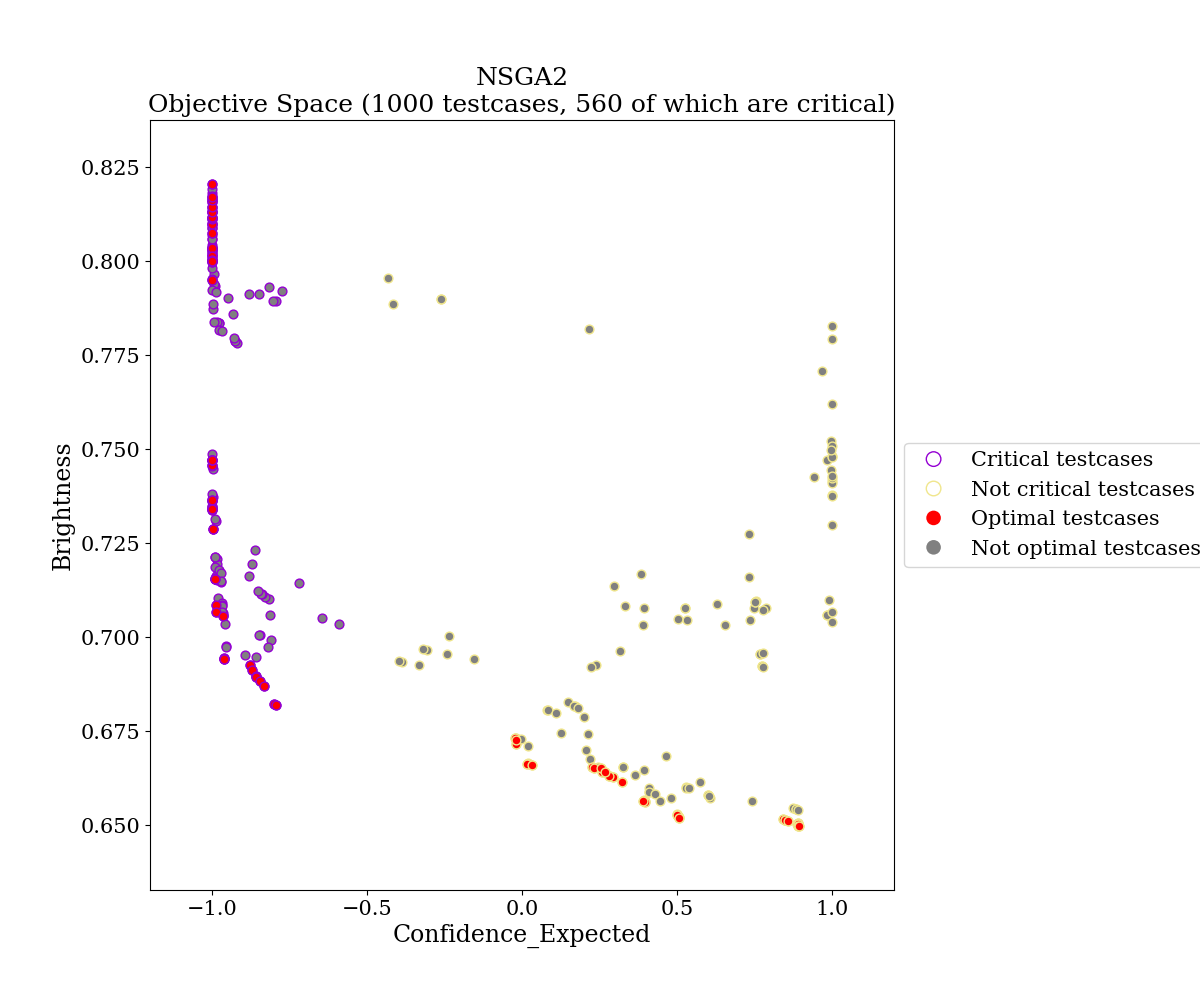 NSGA2
Objective Space (1000 testcases, 560 of which are critical)
0.825
0.800
0.775
0.750
0.725
0.700
0.675
0.650
Brightness
−1.0
−0.5
0.0
0.5
1.0
Confidence_Expected
Critical testcases
Not critical testcases
Optimal testcases
Not optimal testcases